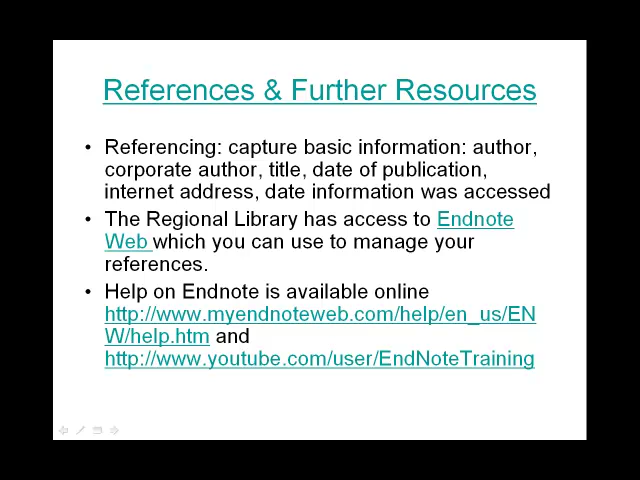 References & Further Resources
• Referencing: capture basic information: author,
corporate author, title, date of publication,
internet address, date information was accessed
• The Regional Library has access to Endnote
Web which you can use to manage your
references.
• Help on Endnote is available online
http://www.myendnoteweb.com/help/en_us/EN
W/help.htm and
http://www.youtube.com/user/EndNoteTraining